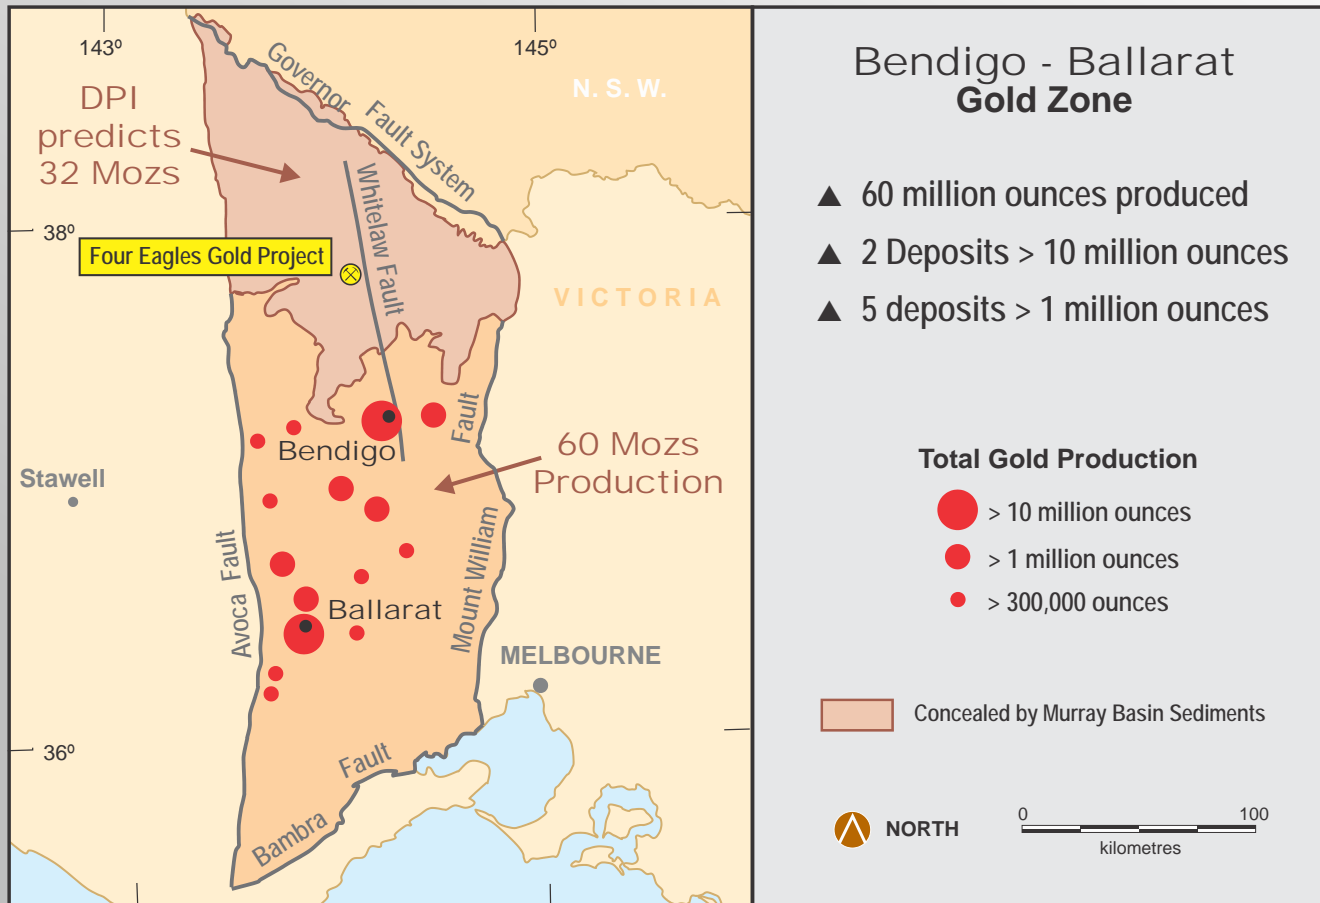 143º
145º
Governor Fault System
N. S. W.
DPI
predicts
32 Mozs
Whitelaw Fault
38º
Four Eagles Gold Project
VICTORIA
Fault
Bendigo
60 Mozs
Production
Stawell
Avoca Fault
Mount William
Ballarat
MELBOURNE
36º
Fault
Bambra
Bendigo - Ballarat
Gold Zone
▲ 60 million ounces produced
▲ 2 Deposits > 10 million ounces
▲ 5 deposits > 1 million ounces
Total Gold Production
> 10 million ounces
> 1 million ounces
> 300,000 ounces
Concealed by Murray Basin Sediments
NORTH
0 100
kilometres